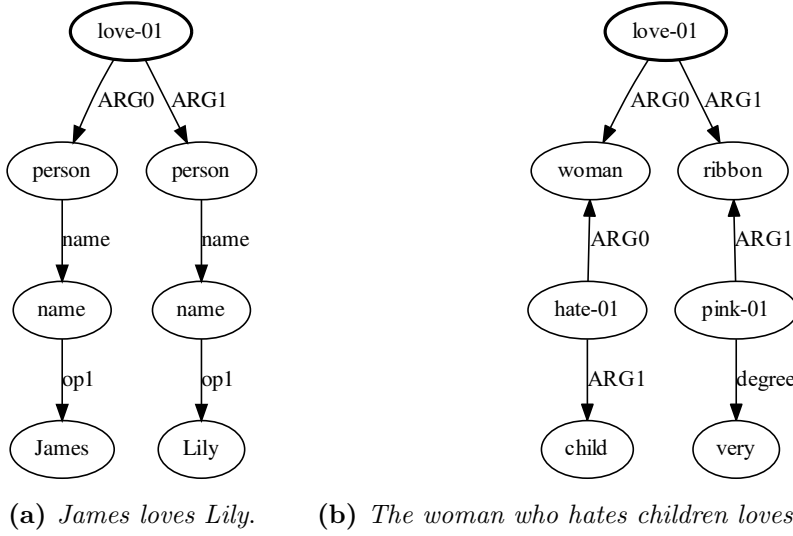 love-01 love-01
ARG0 ARG1 ARG0 ARG1
person person woman ribbon
name name ARG0 ARG1
name name hate-01 pink-01
op1 op1 ARG1 degree
James Lily child very
(a) James loves Lily. (b) The woman who hates children loves